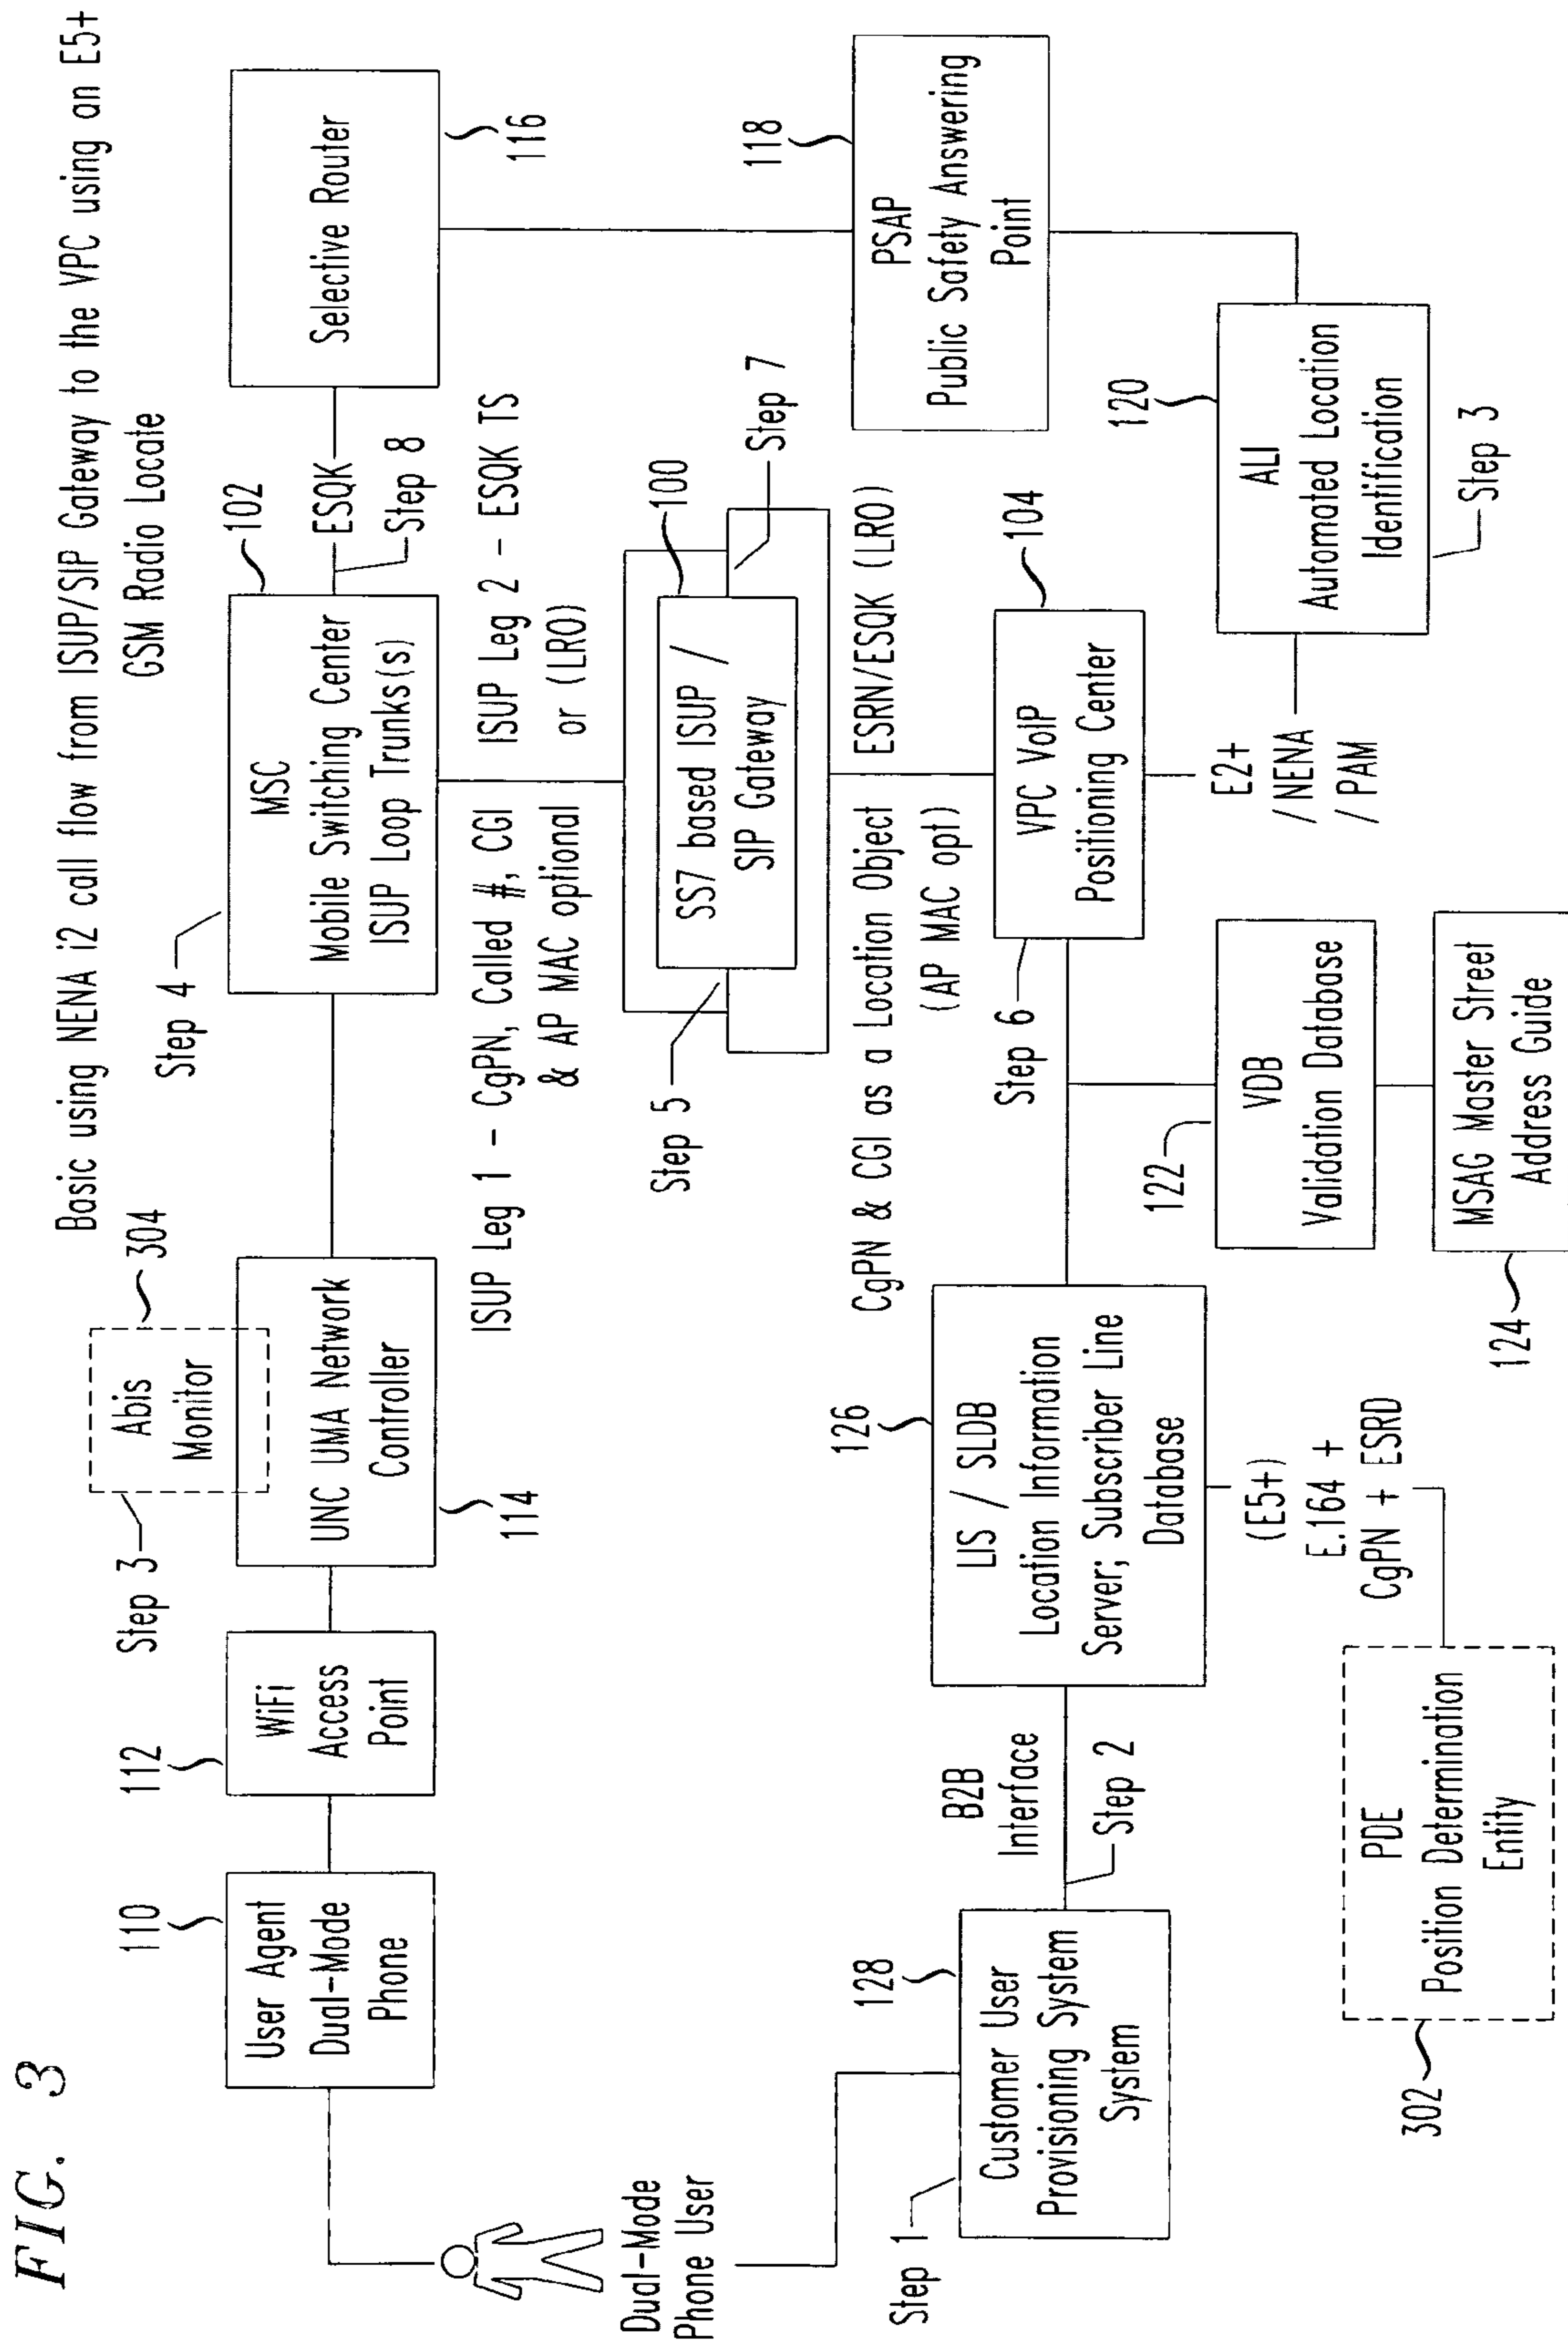 FIG. 3
Basic using NENA i2 call flow from ISUP/SIP Gateway to the VPC using an E5+
GSM Radio Locate
Dual-Mode
Phone User
110
User Agent
Dual-Mode
Phone
112
WiFi
Access
Point
Step 3
Abis
Monitor
304
UNC UMA Network
Controller
114
Step 4
MSC
Mobile Switching Center
ISUP Loop Trunks(s)
102
ESQK
Step 8
Selective Router
116
ISUP Leg 1 - CgPN, Called #, CGI
& AP MAC optional
ISUP Leg 2 - ESQK TS
or (LRO)
Step 5
SS7 based ISUP /
SIP Gateway
100
Step 7
118
PSAP
Public Safety Answering
Point
CgPN & CGI as a Location Object
(AP MAC opt)
ESRN/ESQK (LRO)
Step 6
VPC VoIP
Positioning Center
104
E2+
/ NENA
/ PAM
120
ALI
Automated Location
Identification
Step 3
Step 1
128
Customer User
Provisioning System
System
B2B
Interface
Step 2
126
LIS / SLDB
Location Information
Server; Subscriber Line
Database
122
VDB
Validation Database
MSAG Master Street
Address Guide
124
(E5+)
E.164 +
CgPN + ESRD
PDE
Position Determination
Entity
302